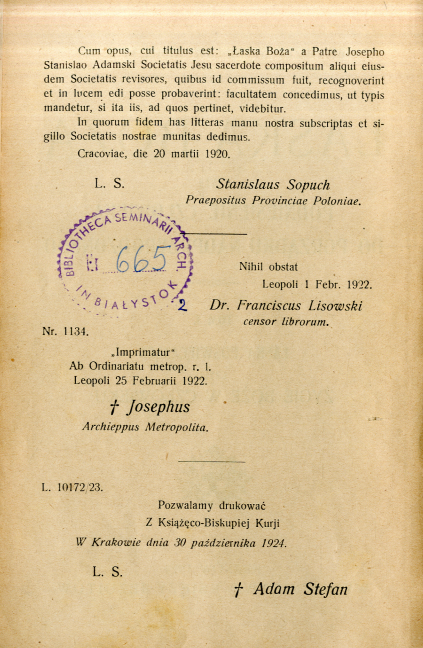 Cum opus, cui titulus est: „Łaska Boża“ a Patre Josepho
Stanislao Adamski Societatis Jesu sacerdote compositum aliqui eius-
dem Societatis revisores, quibus id commissum fuit, recognoverint
et in lucem edi posse probaverint: facultatem concedimus, ut typis
mandetur, si ita iis, ad quos pertinet, videbitur.
In quorum fidem has litteras manu nostra subscriptas et si-
gillo Societatis nostrae munitas dedimus.
Cracoviae, die 20 martii 1920.
L. S.
Stanislaus Sopuch
Praepositus Provinciae Poloniae.
BIBLIOTHECA SEMINARII ARCH.
665
IN BIAŁYSTOK
2
Nihil obstat
Leopoli 1 Febr. 1922.
Dr. Franciscus Lisowski
censor librorum.
Nr. 1134.
„Imprimatur“
Ab Ordinariatu metrop. r. l.
Leopoli 25 Februarii 1922.
† Josephus
Archieppus Metropolita.
L. 10172/23.
Pozwalamy drukować
Z Książęco-Biskupiej Kurji
W Krakowie dnia 30 października 1924.
L. S.
† Adam Stefan